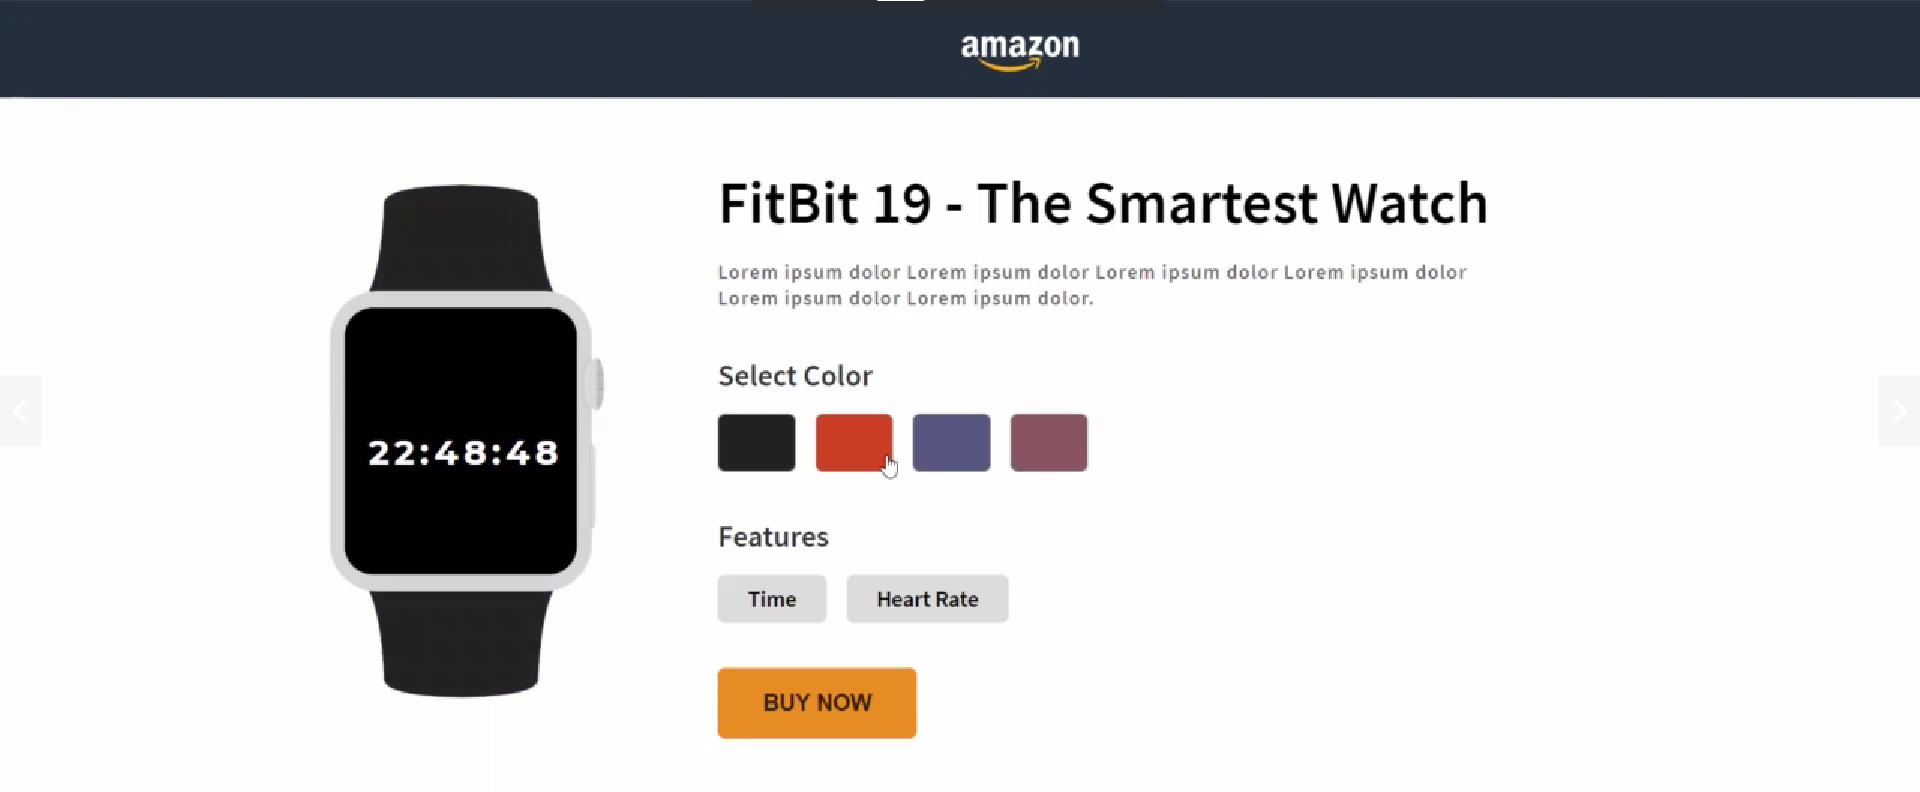 amazon
FitBit 19 - The Smartest Watch
Lorem ipsum dolor Lorem ipsum dolor Lorem ipsum dolor Lorem ipsum dolor
Lorem ipsum dolor Lorem ipsum dolor.
Select Color
22:48:48
Features
Time
Heart Rate
BUY NOW